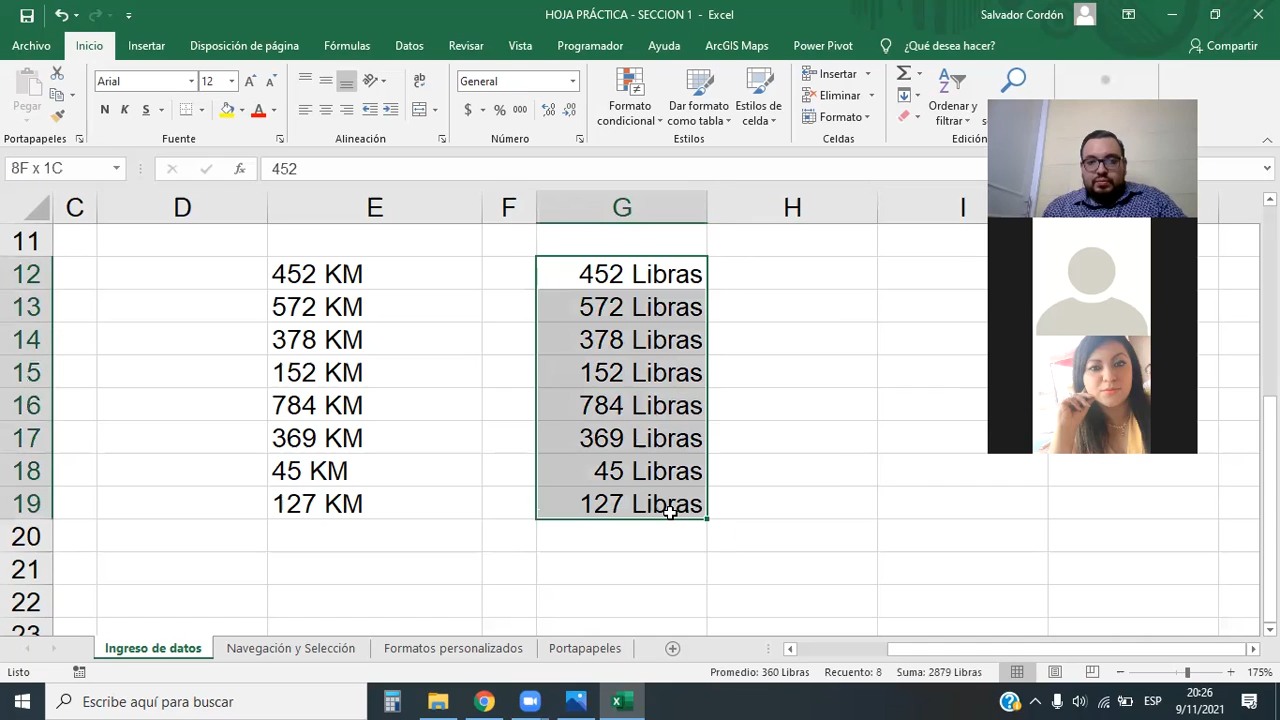 HOJA PRÁCTICA - SECCION 1 - Excel
Salvador Cordón
Archivo Inicio Insertar Disposición de página Fórmulas Datos Revisar Vista Programador Ayuda ArcGIS Maps Power Pivot ¿Qué desea hacer? Compartir
Pegar
Arial 12
General
N K S
$ % 000
Formato condicional
Dar formato como tabla
Estilos de celda
Insertar
Eliminar
Formato
Ordenar y filtrar
Portapapeles Fuente Alineación Número Estilos Celdas Edición
8F x 1C
fx 452
C D E F G H I
11
12 452 KM 452 Libras
13 572 KM 572 Libras
14 378 KM 378 Libras
15 152 KM 152 Libras
16 784 KM 784 Libras
17 369 KM 369 Libras
18 45 KM 45 Libras
19 127 KM 127 Libras
20
21
22
23
Ingreso de datos Navegación y Selección Formatos personalizados Portapapeles
Listo Promedio: 360 Libras Recuento: 8 Suma: 2879 Libras 175%
Escribe aquí para buscar
ESP
20:26
9/11/2021